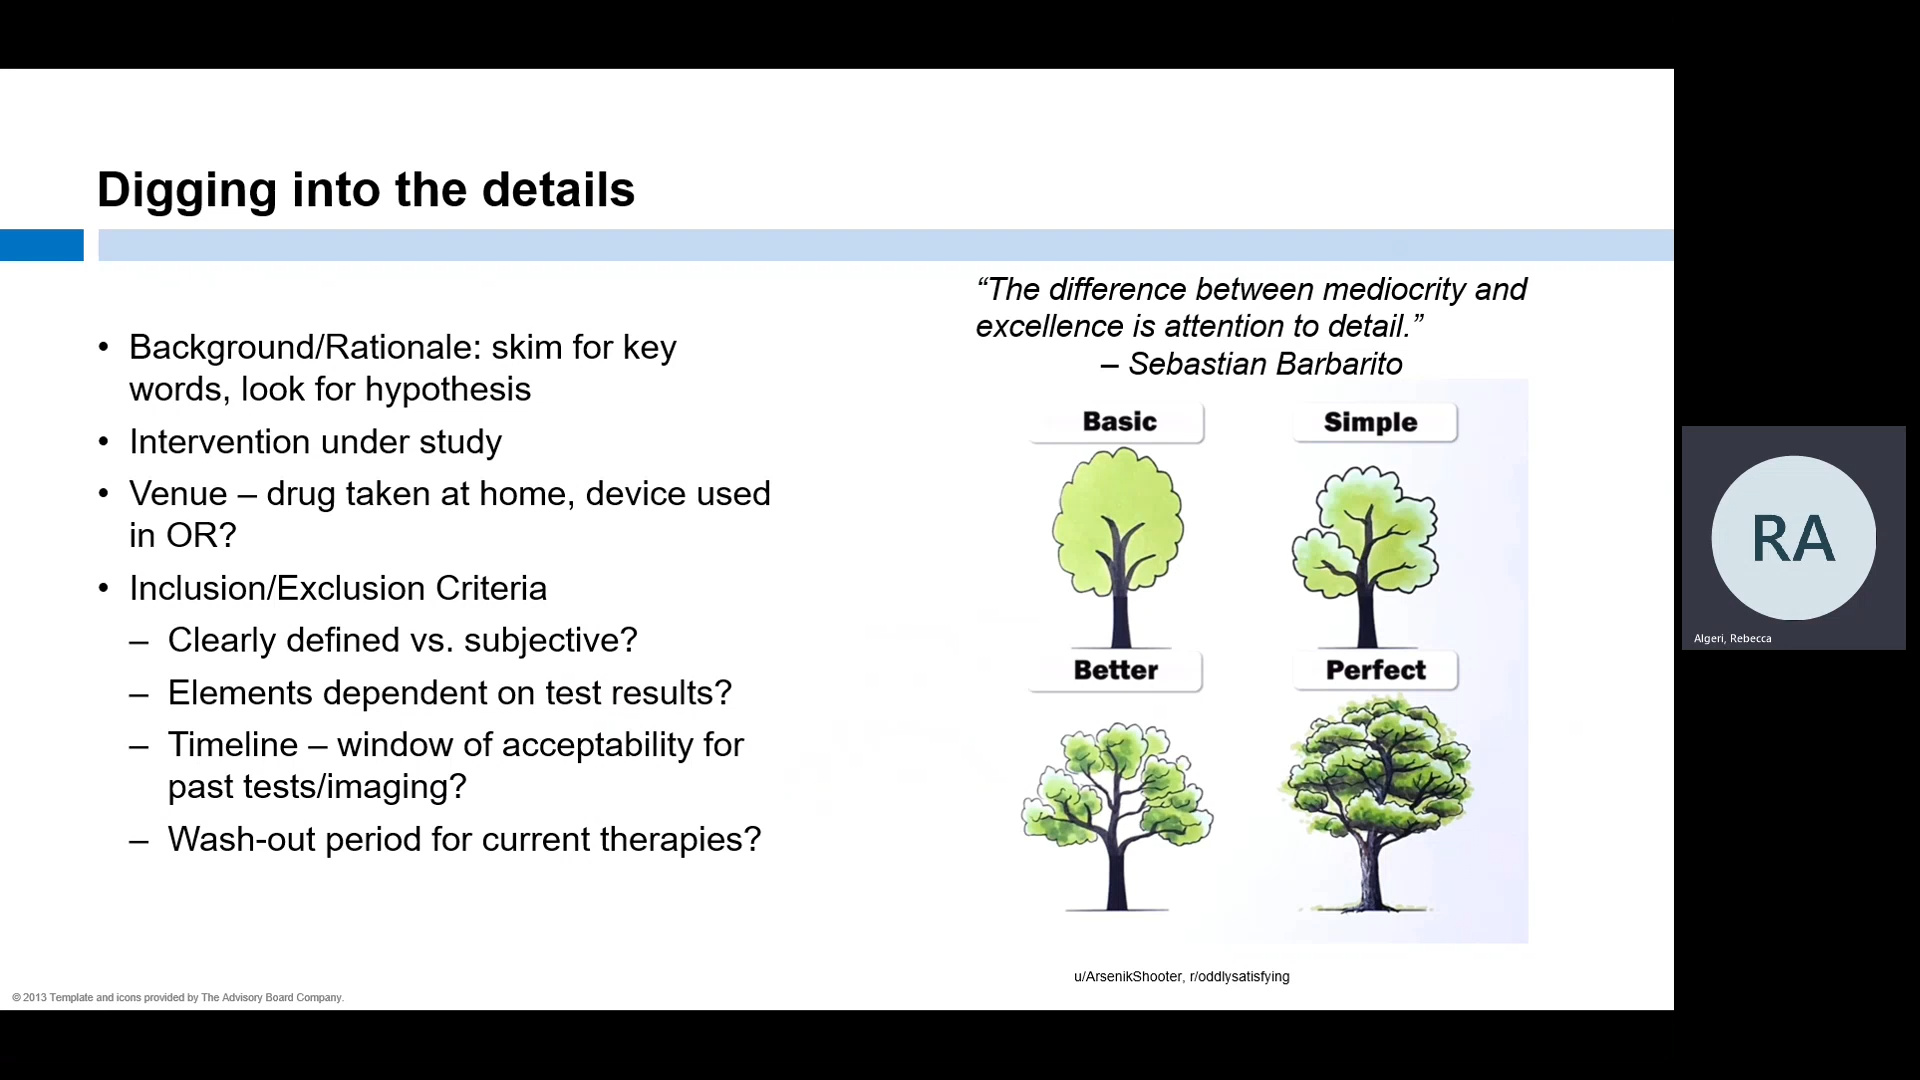 Digging into the details
• Background/Rationale: skim for key
words, look for hypothesis
• Intervention under study
• Venue – drug taken at home, device used
in OR?
• Inclusion/Exclusion Criteria
– Clearly defined vs. subjective?
– Elements dependent on test results?
– Timeline – window of acceptability for
past tests/imaging?
– Wash-out period for current therapies?
“The difference between mediocrity and
excellence is attention to detail.”
– Sebastian Barbarito
Basic
Simple
Better
Perfect
u/ArsenikShooter, r/oddlysatisfying
© 2013 Template and icons provided by The Advisory Board Company.
RA
Algeri, Rebecca